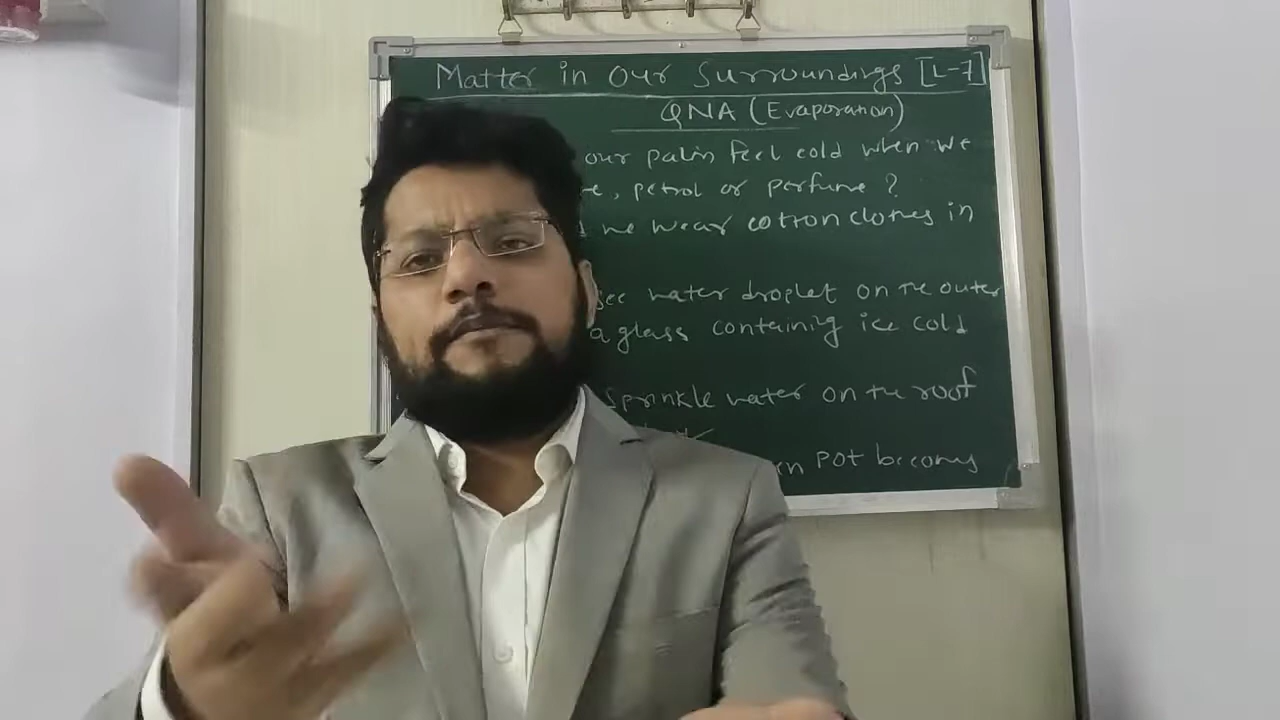 Matter in Our Surroundings [L-7]
QNA (Evaporation)
our palm feel cold when we
petrol or perfume ?
we wear cotton clothes in
see water droplet on the outer
a glass containing ice cold
sprinkle water on the roof
pot becomes